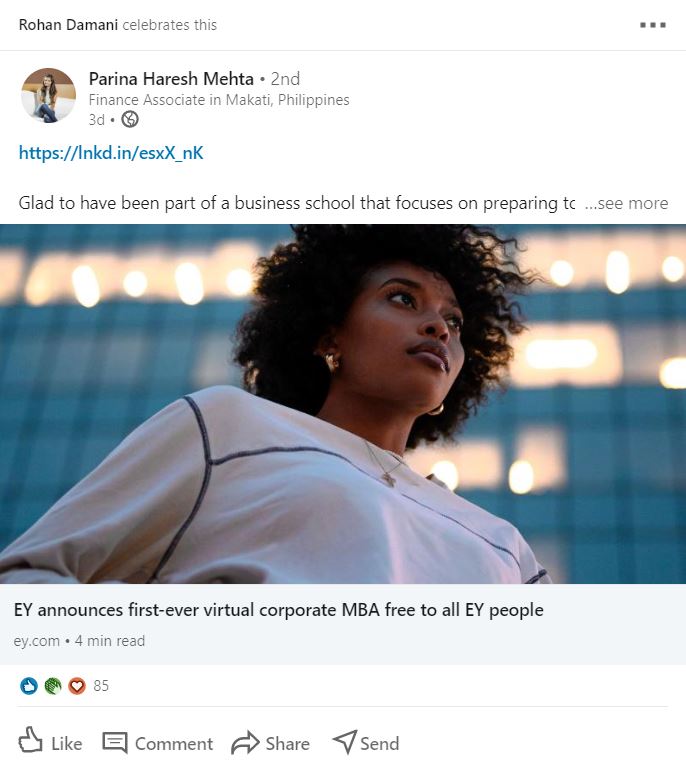 Rohan Damani celebrates this
Parina Haresh Mehta • 2nd
Finance Associate in Makati, Philippines
3d •
https://lnkd.in/esxX_nK
Glad to have been part of a business school that focuses on preparing to ...see more
EY announces first-ever virtual corporate MBA free to all EY people
ey.com • 4 min read
85
Like Comment Share Send